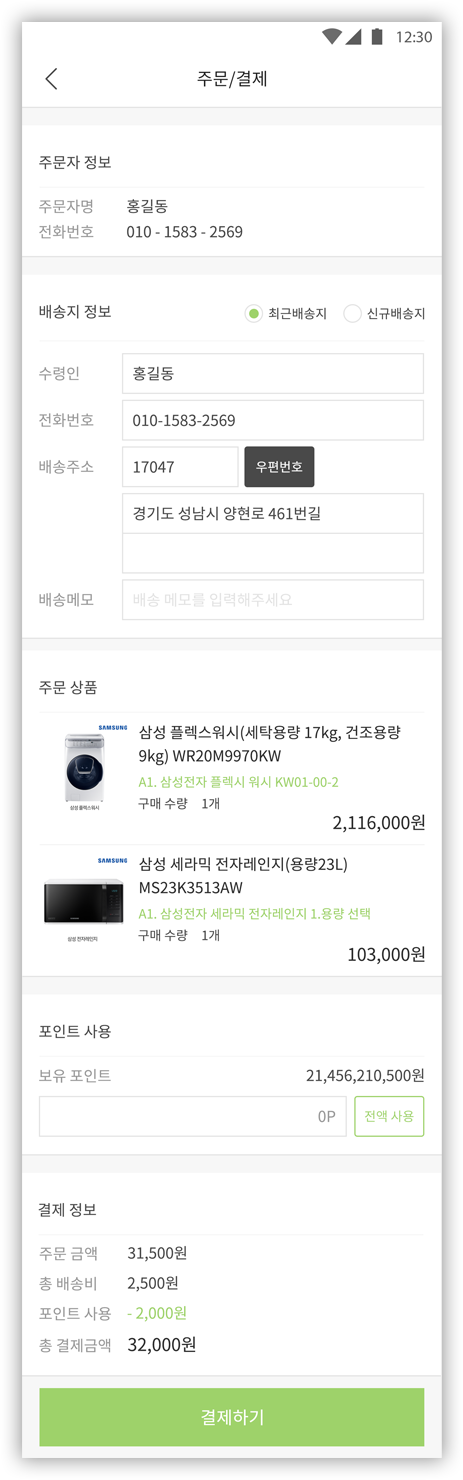 12:30
주문/결제
주문자 정보
주문자명 홍길동
전화번호 010 - 1583 - 2569
배송지 정보 최근배송지 신규배송지
수령인 홍길동
전화번호 010-1583-2569
배송주소 17047 우편번호
경기도 성남시 양현로 461번길
배송메모 배송 메모를 입력해주세요
주문 상품
SAMSUNG
삼성 플렉스워시
삼성 플렉스워시(세탁용량 17kg, 건조용량
9kg) WR20M9970KW
A1. 삼성전자 플렉시 워시 KW01-00-2
구매 수량 1개
2,116,000원
SAMSUNG
삼성 전자레인지
삼성 세라믹 전자레인지(용량23L)
MS23K3513AW
A1. 삼성전자 세라믹 전자레인지 1.용량 선택
구매 수량 1개
103,000원
포인트 사용
보유 포인트 21,456,210,500원
0P 전액 사용
결제 정보
주문 금액 31,500원
총 배송비 2,500원
포인트 사용 - 2,000원
총 결제금액 32,000원
결제하기